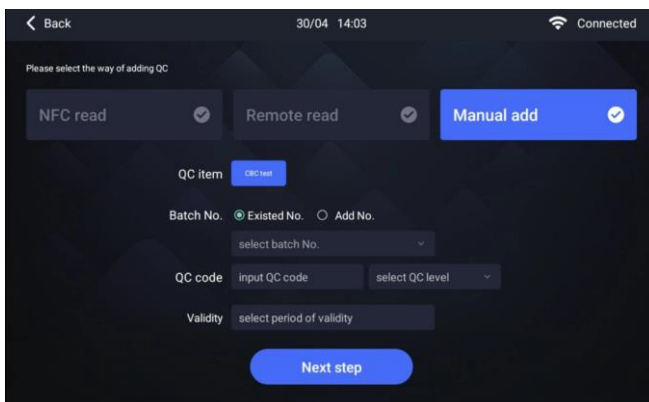 Back 30/04 14:03 Connected
Please select the way of adding QC
NFC read Remote read Manual add
QC item CBC test
Batch No. Existed No. Add No.
select batch No.
QC code input QC code select QC level
Validity select period of validity
Next step